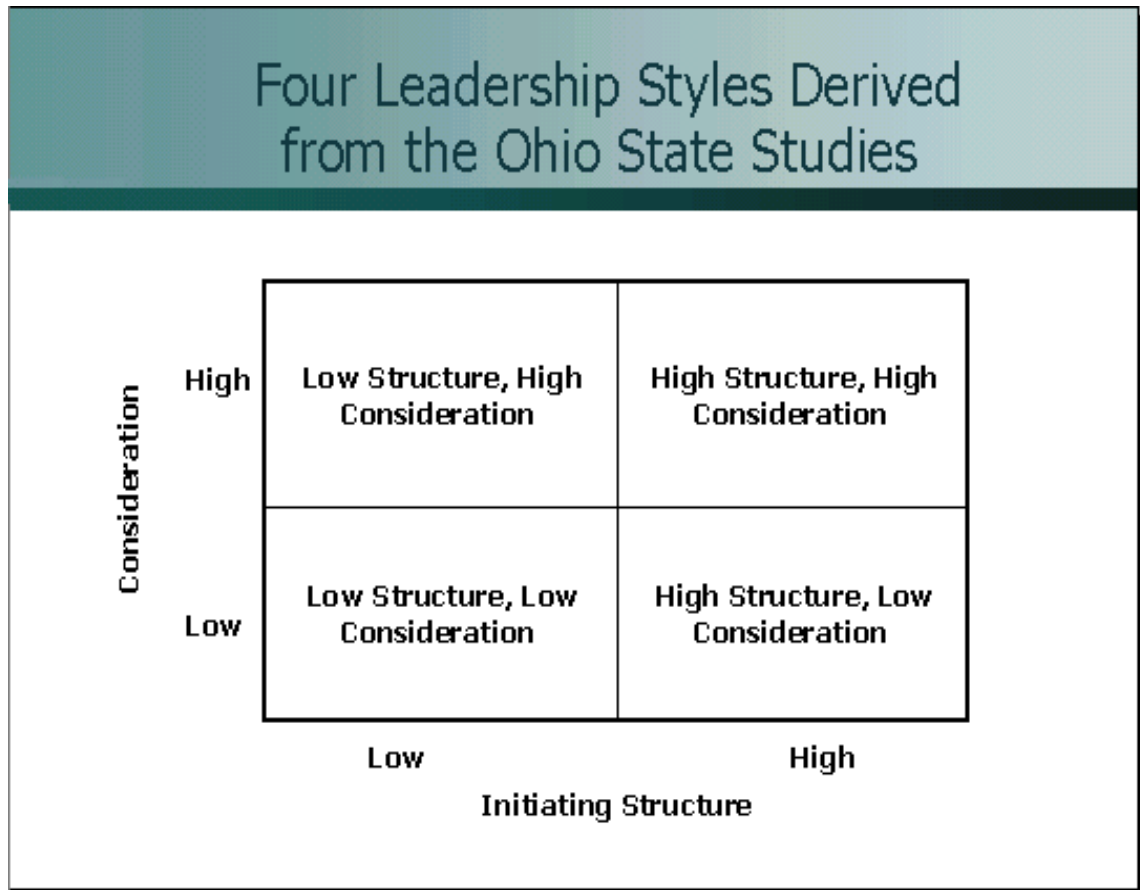 Four Leadership Styles Derived
from the Ohio State Studies
Consideration
High
Low Structure, High
Consideration
High Structure, High
Consideration
Low
Low Structure, Low
Consideration
High Structure, Low
Consideration
Low
High
Initiating Structure